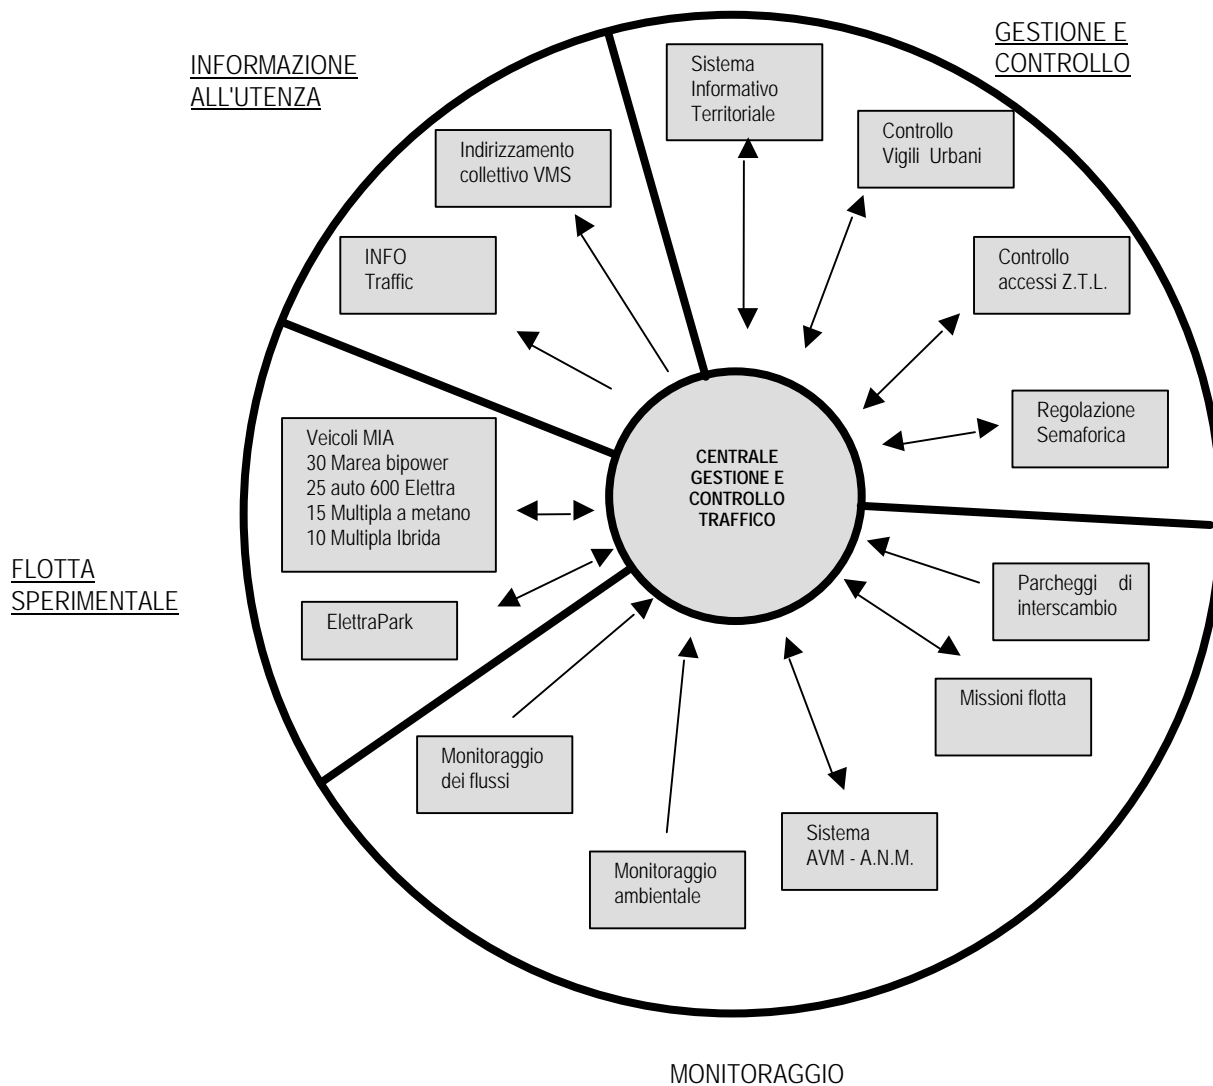 GESTIONE E
CONTROLLO
INFORMAZIONE
ALL'UTENZA
Sistema
Informativo
Territoriale
Controllo
Vigili Urbani
Indirizzamento
collettivo VMS
INFO
Traffic
Controllo
accessi Z.T.L.
Regolazione
Semaforica
Veicoli MIA
30 Marea bipower
25 auto 600 Elettra
15 Multipla a metano
10 Multipla Ibrida
CENTRALE
GESTIONE E
CONTROLLO
TRAFFICO
FLOTTA
SPERIMENTALE
ElettraPark
Parcheggi di
interscambio
Missioni flotta
Monitoraggio
dei flussi
Sistema
AVM - A.N.M.
Monitoraggio
ambientale
MONITORAGGIO